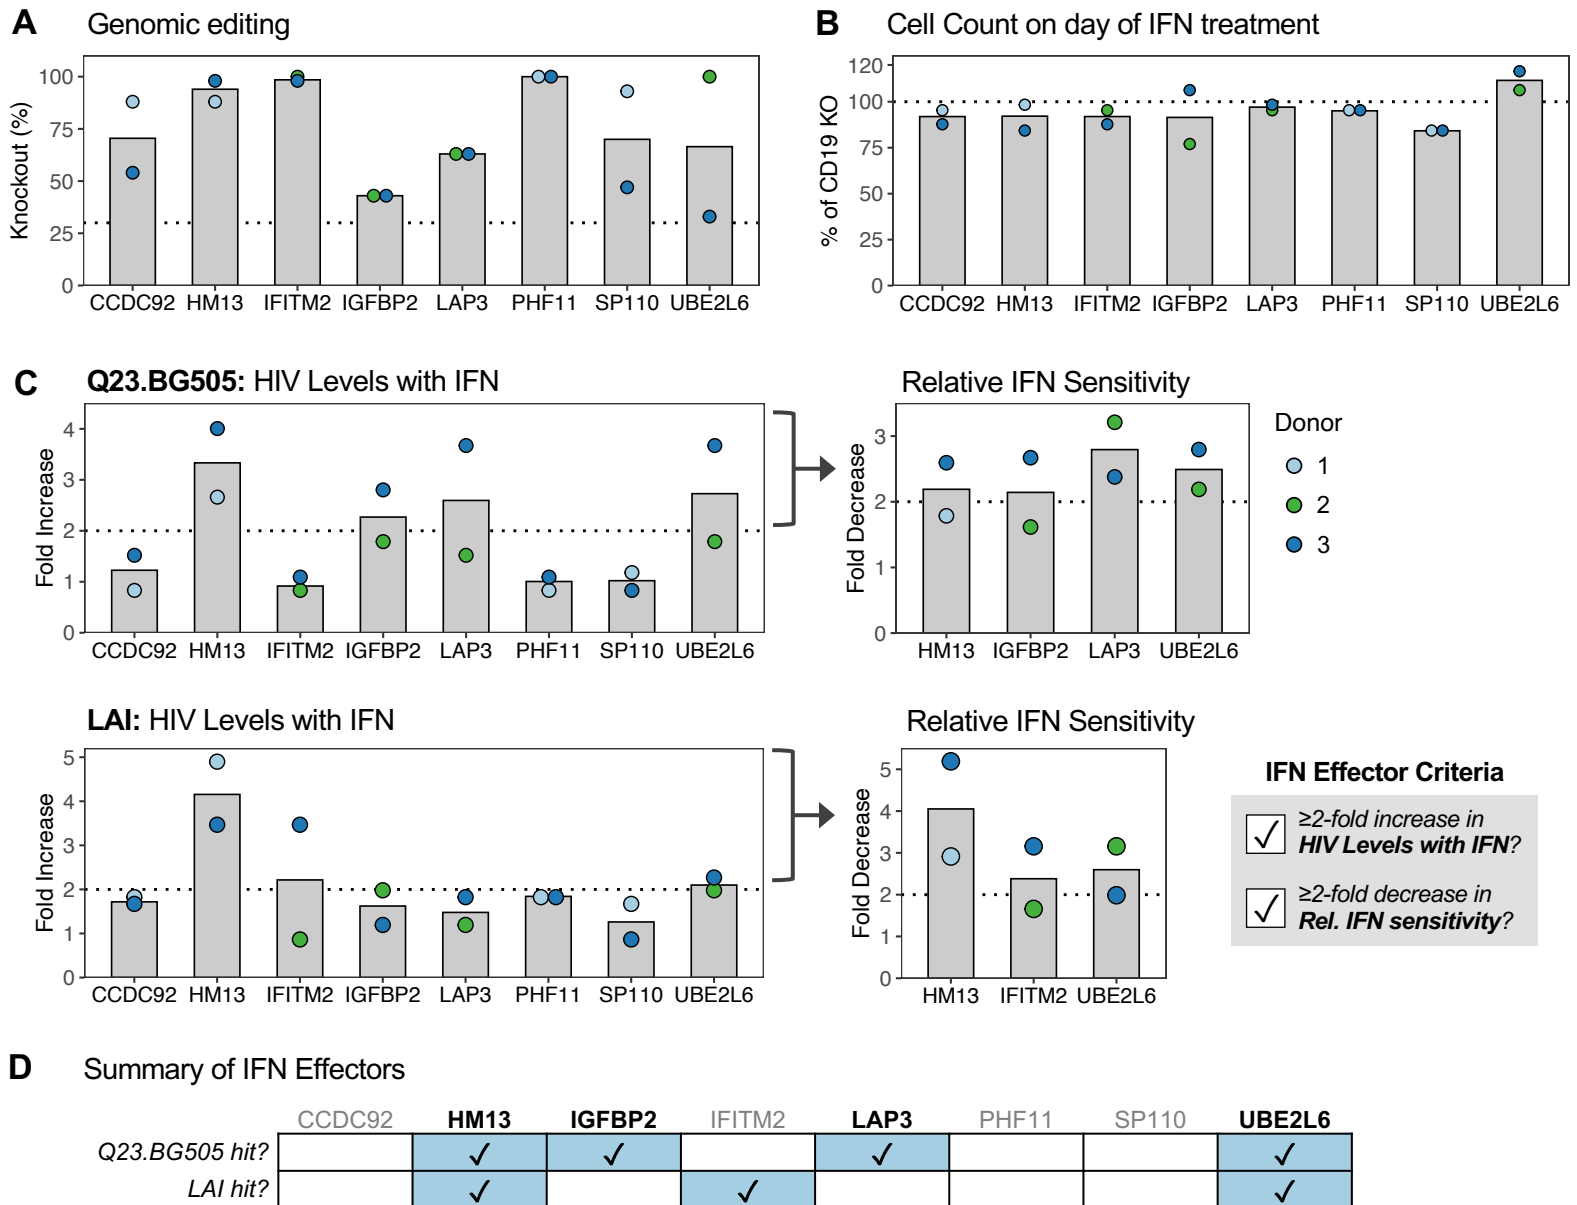 A Genomic editing
Knockout (%)
100
75
50
25
0
CCDC92 HM13 IFITM2 IGFBP2 LAP3 PHF11 SP110 UBE2L6
B Cell Count on day of IFN treatment
% of CD19 KO
120
100
75
50
25
0
CCDC92 HM13 IFITM2 IGFBP2 LAP3 PHF11 SP110 UBE2L6
C Q23.BG505: HIV Levels with IFN
Fold Increase
4
3
2
1
0
CCDC92 HM13 IFITM2 IGFBP2 LAP3 PHF11 SP110 UBE2L6
Relative IFN Sensitivity
Fold Decrease
3
2
1
0
HM13 IGFBP2 LAP3 UBE2L6
Donor
1
2
3
LAI: HIV Levels with IFN
Fold Increase
5
4
3
2
1
0
CCDC92 HM13 IFITM2 IGFBP2 LAP3 PHF11 SP110 UBE2L6
Relative IFN Sensitivity
Fold Decrease
5
4
3
2
1
0
HM13 IFITM2 UBE2L6
IFN Effector Criteria
✓ ≥2-fold increase in
HIV Levels with IFN?
✓ ≥2-fold decrease in
Rel. IFN sensitivity?
D Summary of IFN Effectors
CCDC92 HM13 IGFBP2 IFITM2 LAP3 PHF11 SP110 UBE2L6
Q23.BG505 hit? ✓ ✓ ✓ ✓
LAI hit? ✓ ✓ ✓